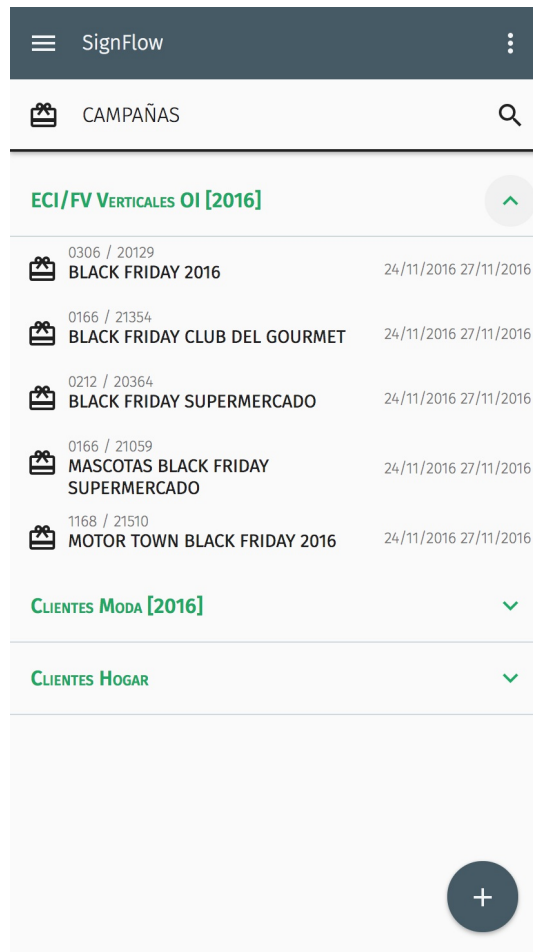 SignFlow
CAMPAÑAS
ECI/FV Verticales OI [2016]
0306 / 20129
BLACK FRIDAY 2016 24/11/2016 27/11/2016
0166 / 21354
BLACK FRIDAY CLUB DEL GOURMET 24/11/2016 27/11/2016
0212 / 20364
BLACK FRIDAY SUPERMERCADO 24/11/2016 27/11/2016
0166 / 21059
MASCOTAS BLACK FRIDAY 24/11/2016 27/11/2016
SUPERMERCADO
1168 / 21510
MOTOR TOWN BLACK FRIDAY 2016 24/11/2016 27/11/2016
Clientes Moda [2016]
Clientes Hogar